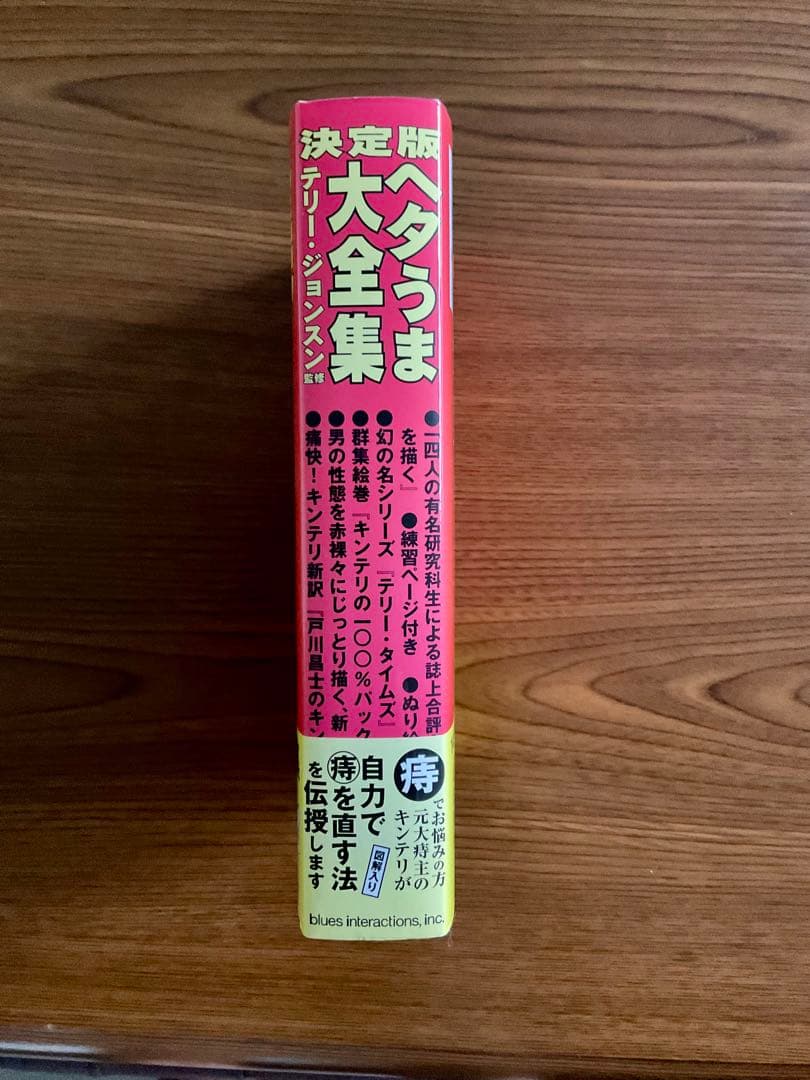 決定版
ヘタうま
大全集
テリー・ジョンスン監修
●一四人の有名研究科生による誌上合評
を描く』 ●練習ページ付き ●ぬり絵
●幻の名シリーズ『テリー・タイムズ』
●群集絵巻『キンテリの一〇〇%パック
●男の性態を赤裸々にじっとり描く、新
●痛快！キンテリ新訳『戸川昌士のキン
痔でお悩みの方
元大痔主の
キンテリが
自力で
図解入り
痔を直す法
を伝授します
blues interactions, inc.